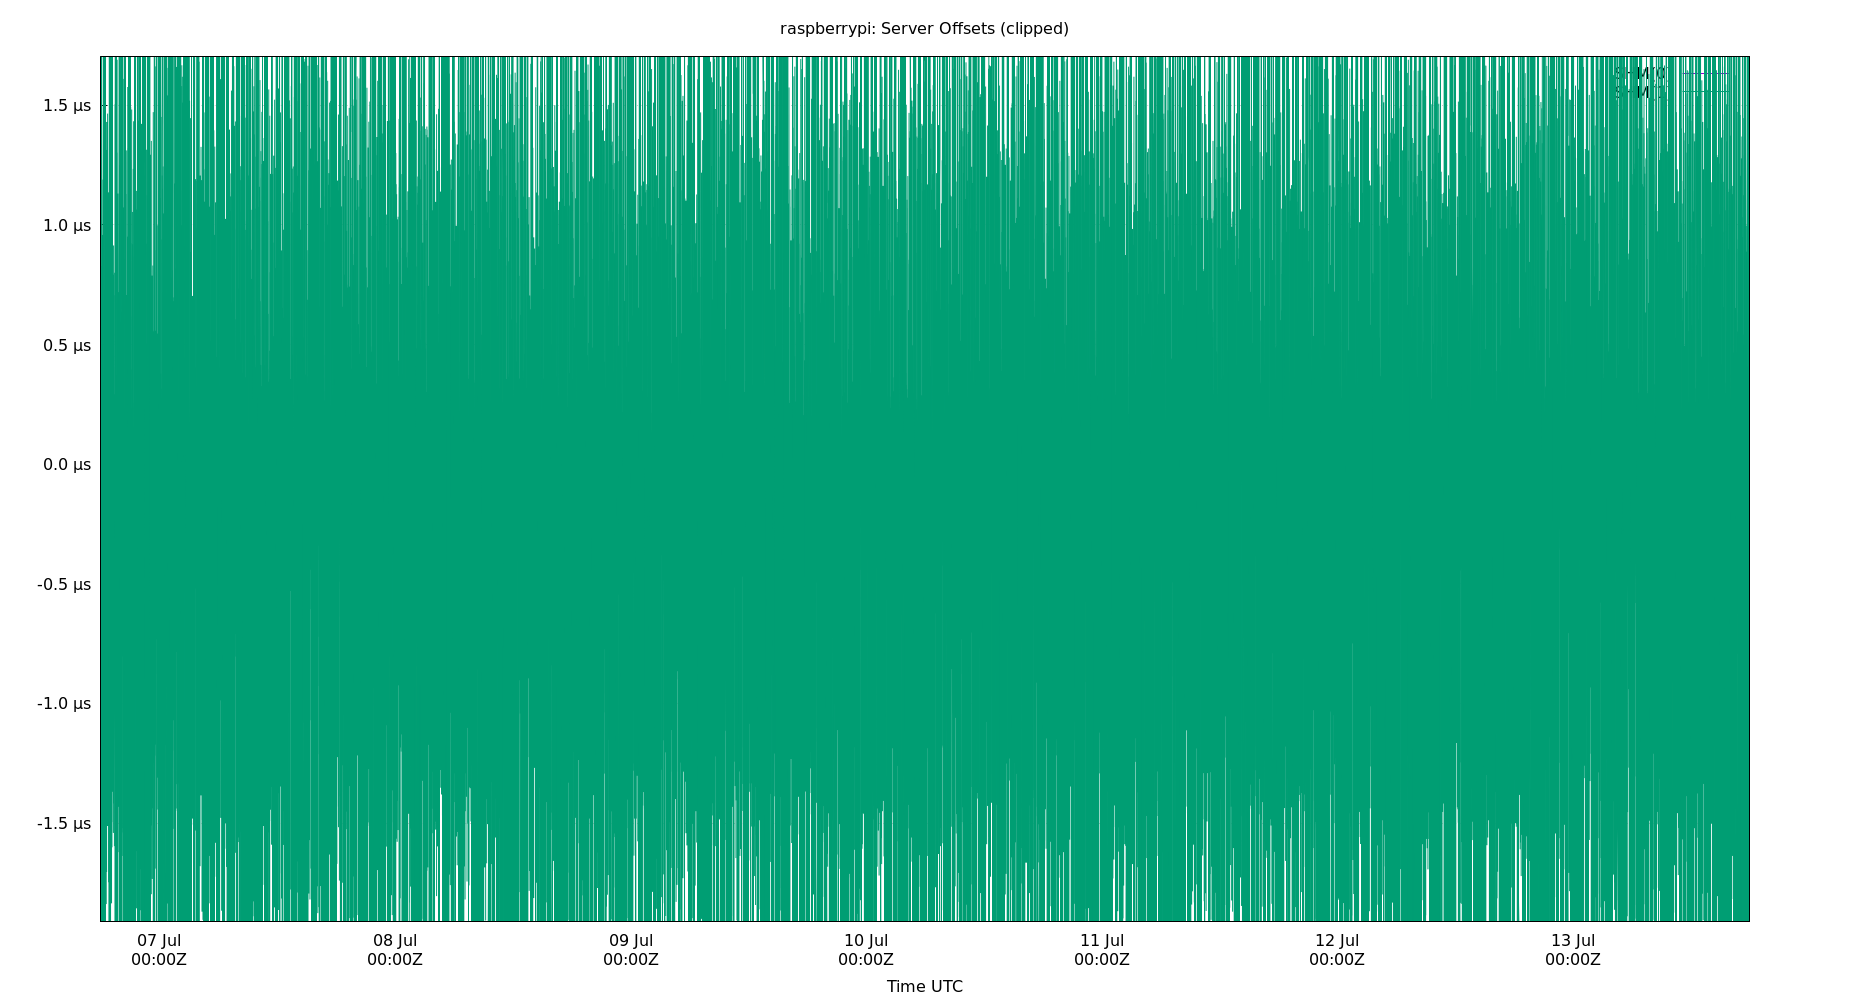 raspberrypi: Server Offsets (clipped)
1.5 µs
1.0 µs
0.5 µs
0.0 µs
-0.5 µs
-1.0 µs
-1.5 µs
07 Jul
00:00Z
08 Jul
00:00Z
09 Jul
00:00Z
10 Jul
00:00Z
11 Jul
00:00Z
12 Jul
00:00Z
13 Jul
00:00Z
Time UTC